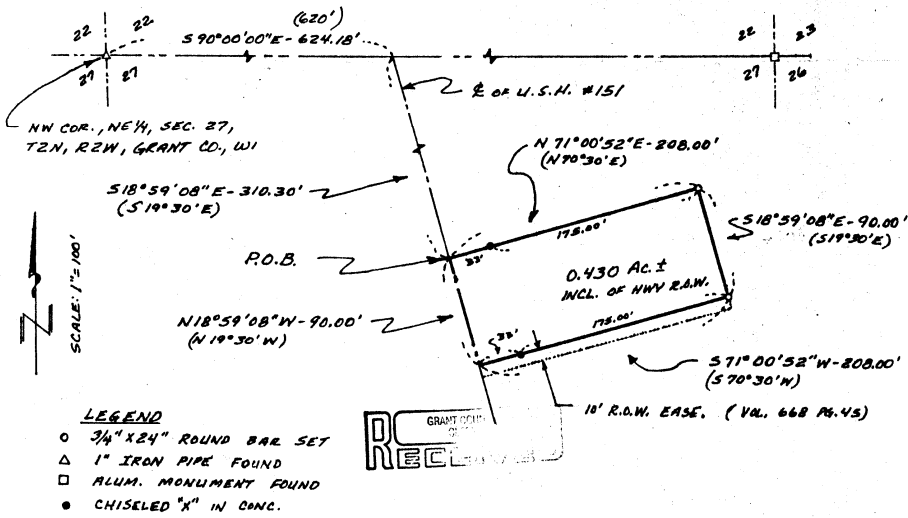 (620')
S 90°00'00"E - 624.18'
22 22
27 27
22 23
27 26
NW COR., NE¼, SEC. 27,
T2N, R2W, GRANT CO., WI
℄ OF U.S.H. #151
N 71°00'52"E - 208.00'
(N70°30'E)
S18°59'08"E - 310.30'
(S19°30'E)
S18°59'08"E - 90.00'
(S19°30'E)
175.00'
33'
P.O.B.
0.430 Ac.±
INCL. OF HWY R.O.W.
SCALE: 1"=100'
N18°59'08"W - 90.00'
(N19°30'W)
175.00'
33'
S71°00'52"W - 208.00'
(S70°30'W)
10' R.O.W. EASE. (VOL. 668 PG. 45)
LEGEND
○ 3/4" X 24" ROUND BAR SET
△ 1" IRON PIPE FOUND
□ ALUM. MONUMENT FOUND
● CHISELED "X" IN CONC.
GRANT COUN
REC